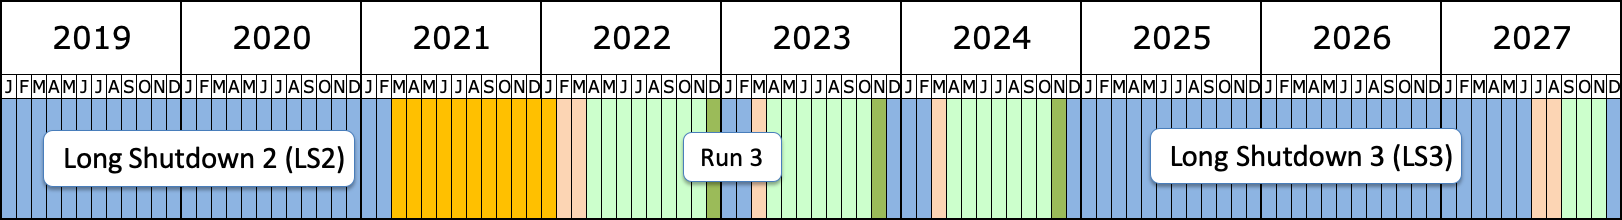 2019 2020 2021 2022 2023 2024 2025 2026 2027
J F M A M J J A S O N D J F M A M J J A S O N D J F M A M J J A S O N D J F M A M J J A S O N D J F M A M J J A S O N D J F M A M J J A S O N D J F M A M J J A S O N D J F M A M J J A S O N D J F M A M J J A S O N D
Long Shutdown 2 (LS2) Run 3 Long Shutdown 3 (LS3)